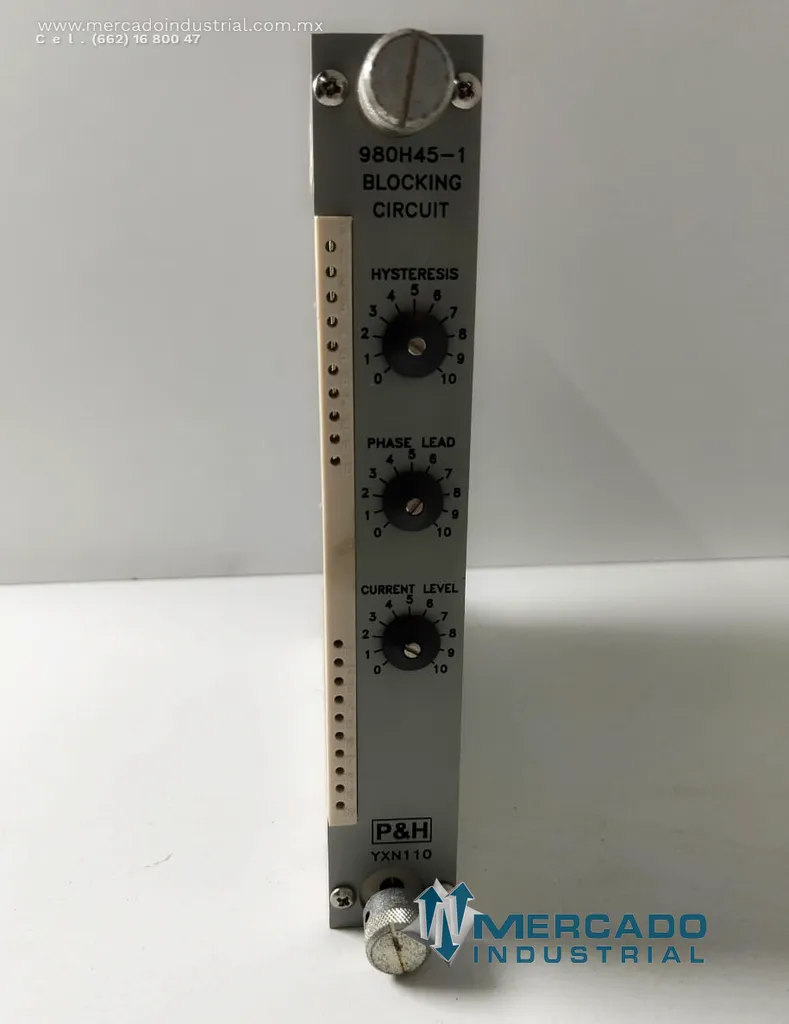 www.mercadoindustrial.com.mx
Cel. (662) 16 800 47
980H45-1
BLOCKING
CIRCUIT
HYSTERESIS
0 1 2 3 4 5 6 7 8 9 10
PHASE LEAD
0 1 2 3 4 5 6 7 8 9 10
CURRENT LEVEL
0 1 2 3 4 5 6 7 8 9 10
P&H
YXN110
MERCADO
INDUSTRIAL